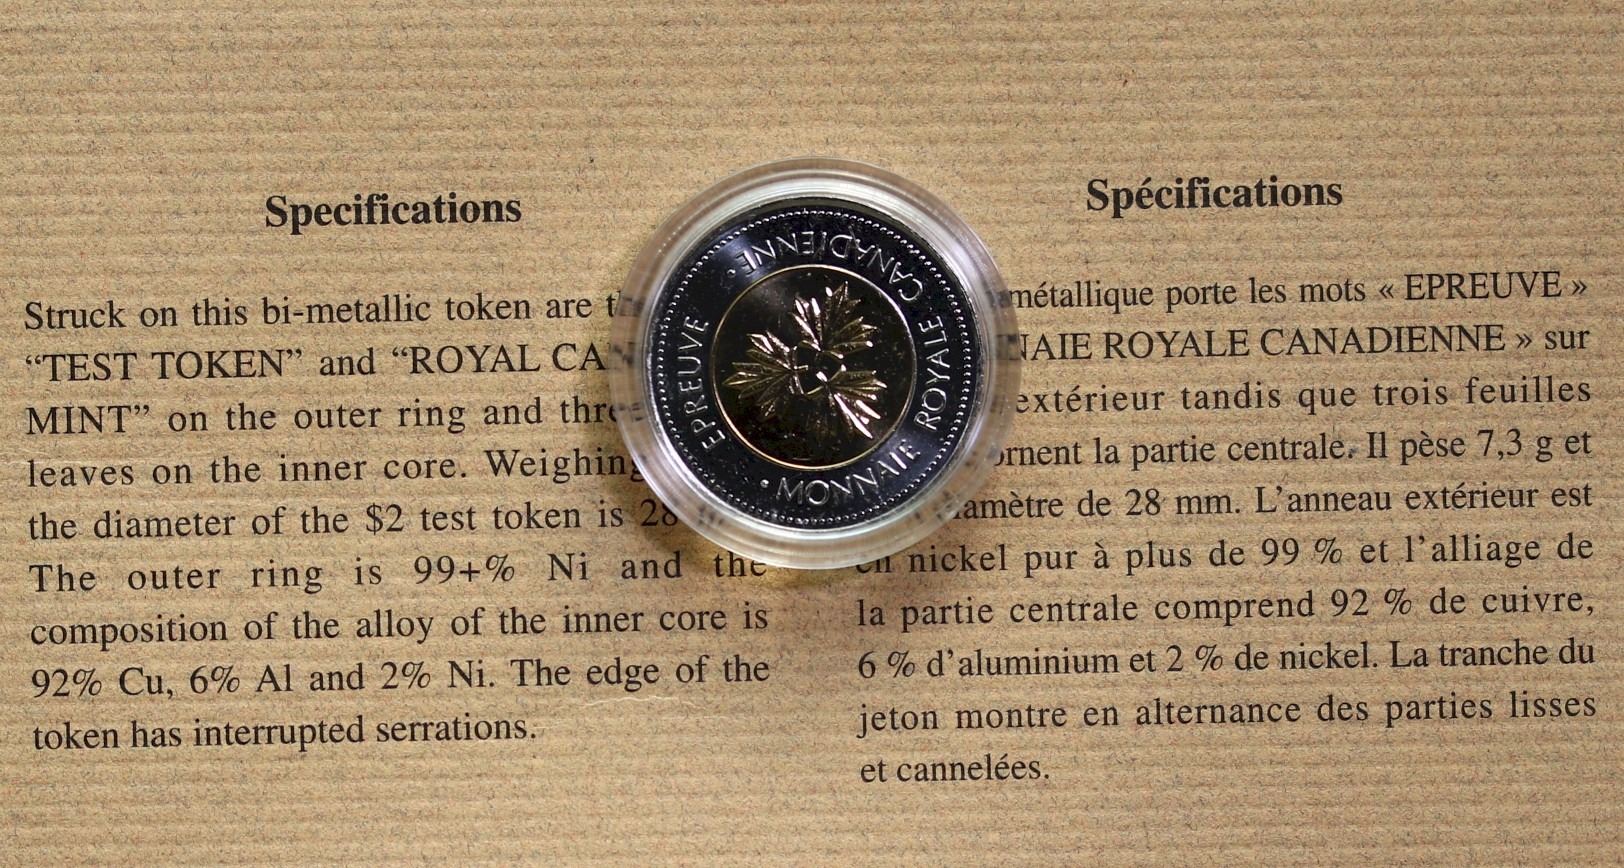 Specifications
Struck on this bi-metallic token are
“TEST TOKEN” and “ROYAL
MINT” on the outer ring and three
leaves on the inner core. Weighing
the diameter of the $2 test token is 28
The outer ring is 99+% Ni and the
composition of the alloy of the inner core is
92% Cu, 6% Al and 2% Ni. The edge of the
token has interrupted serrations.
EPREUVE
• MONNAIE ROYALE CANADIENNE •
Spécifications
métallique porte les mots « EPREUVE »
ROYALE CANADIENNE » sur
extérieur tandis que trois feuilles
la partie centrale. Il pèse 7,3 g et
de 28 mm. L’anneau extérieur est
en nickel pur à plus de 99 % et l’alliage de
la partie centrale comprend 92 % de cuivre,
6 % d’aluminium et 2 % de nickel. La tranche du
jeton montre en alternance des parties lisses
et cannelées.